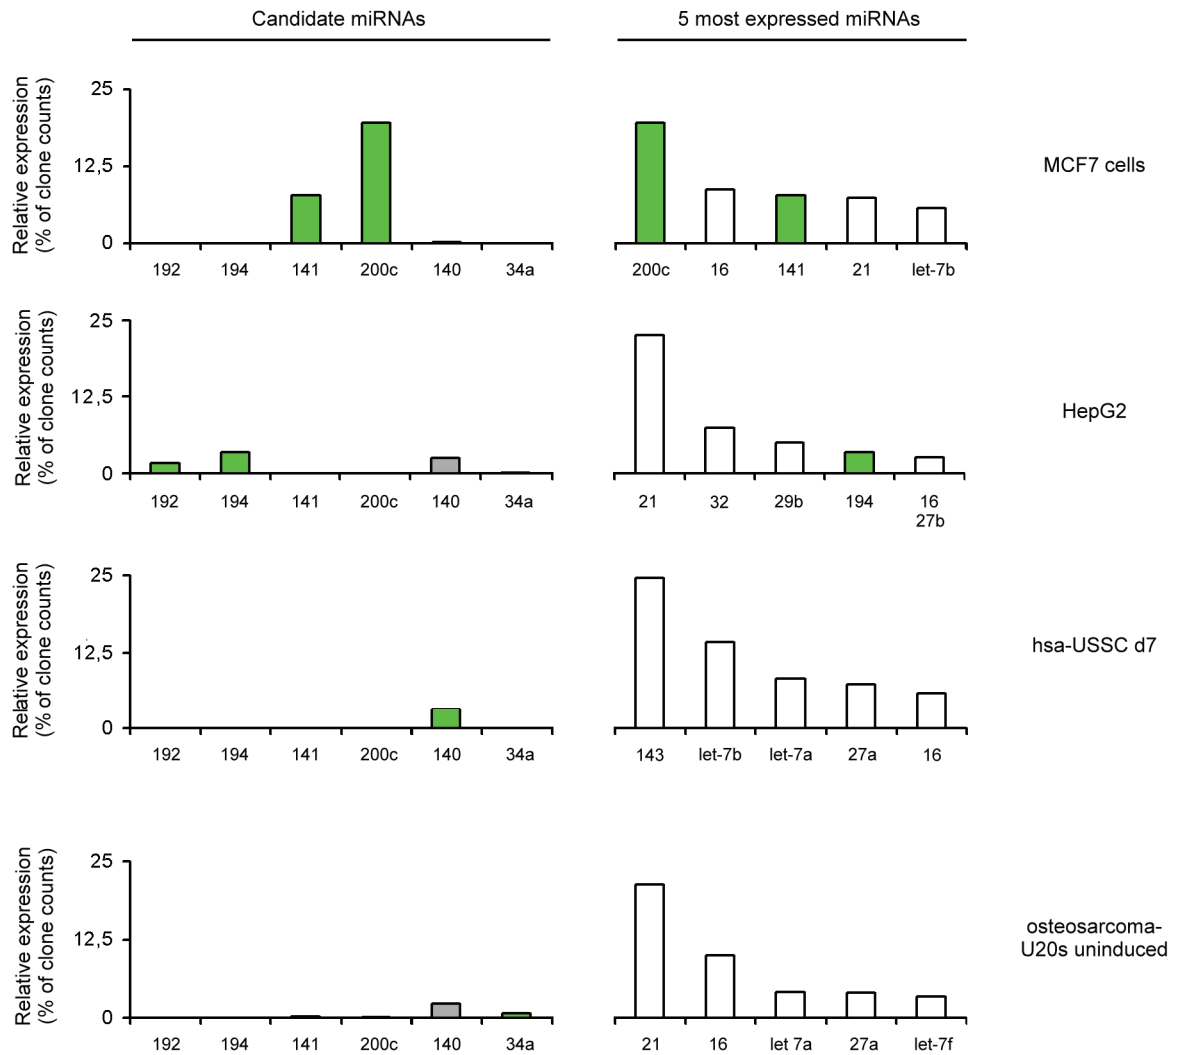 Candidate miRNAs
5 most expressed miRNAs
Relative expression
(% of clone counts)
25
12,5
0
192 194 141 200c 140 34a
200c 16 141 21 let-7b
MCF7 cells
Relative expression
(% of clone counts)
25
12,5
0
192 194 141 200c 140 34a
21 32 29b 194 16
27b
HepG2
Relative expression
(% of clone counts)
25
12,5
0
192 194 141 200c 140 34a
143 let-7b let-7a 27a 16
hsa-USSC d7
Relative expression
(% of clone counts)
25
12,5
0
192 194 141 200c 140 34a
21 16 let 7a 27a let-7f
osteosarcoma-
U20s uninduced